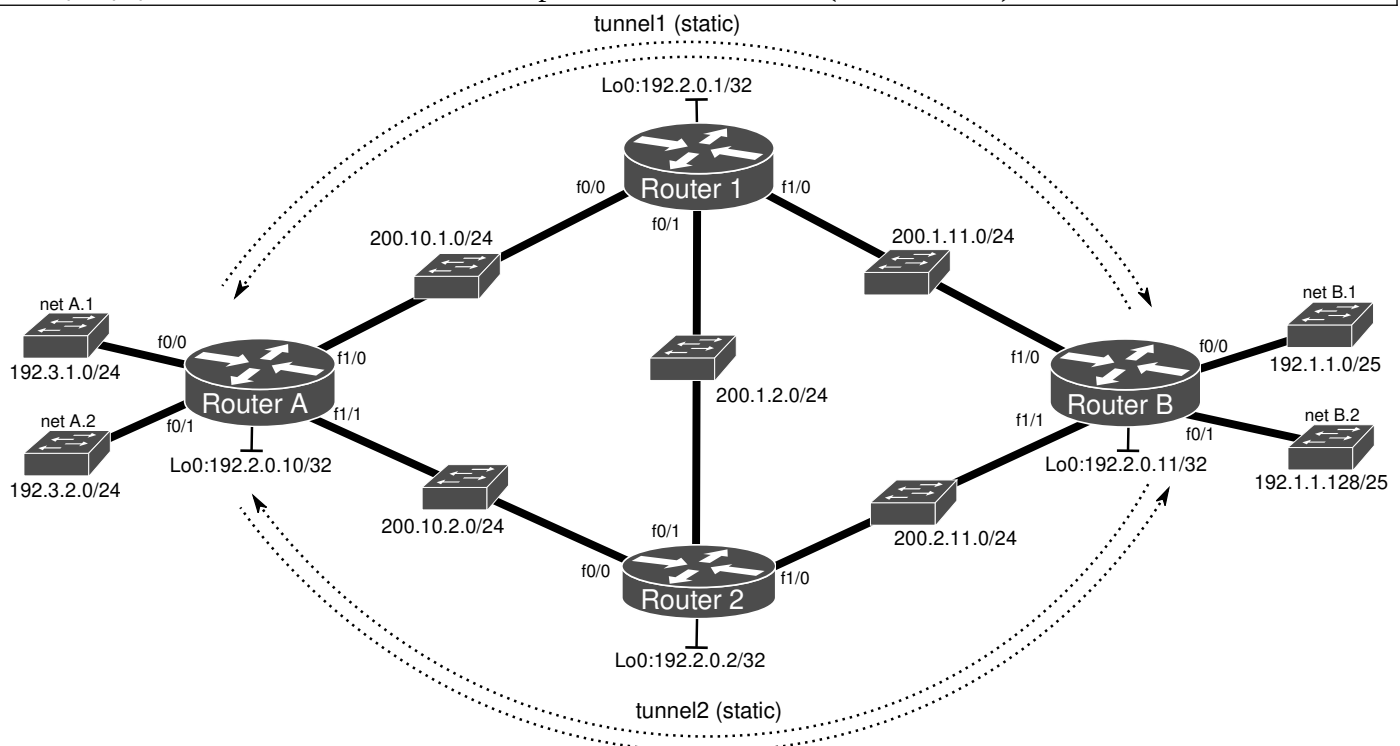 tunnel1 (static)
Lo0:192.2.0.1/32
Router 1
f0/0
f1/0
f0/1
200.10.1.0/24
200.1.11.0/24
net A.1
192.3.1.0/24
f0/0
f1/0
Router A
net A.2
f0/1
f1/1
192.3.2.0/24
Lo0:192.2.0.10/32
200.1.2.0/24
net B.1
f0/0
f1/0
192.1.1.0/25
Router B
f1/1
net B.2
f0/1
Lo0:192.2.0.11/32
192.1.1.128/25
200.10.2.0/24
200.2.11.0/24
f0/1
f0/0
f1/0
Router 2
Lo0:192.2.0.2/32
tunnel2 (static)